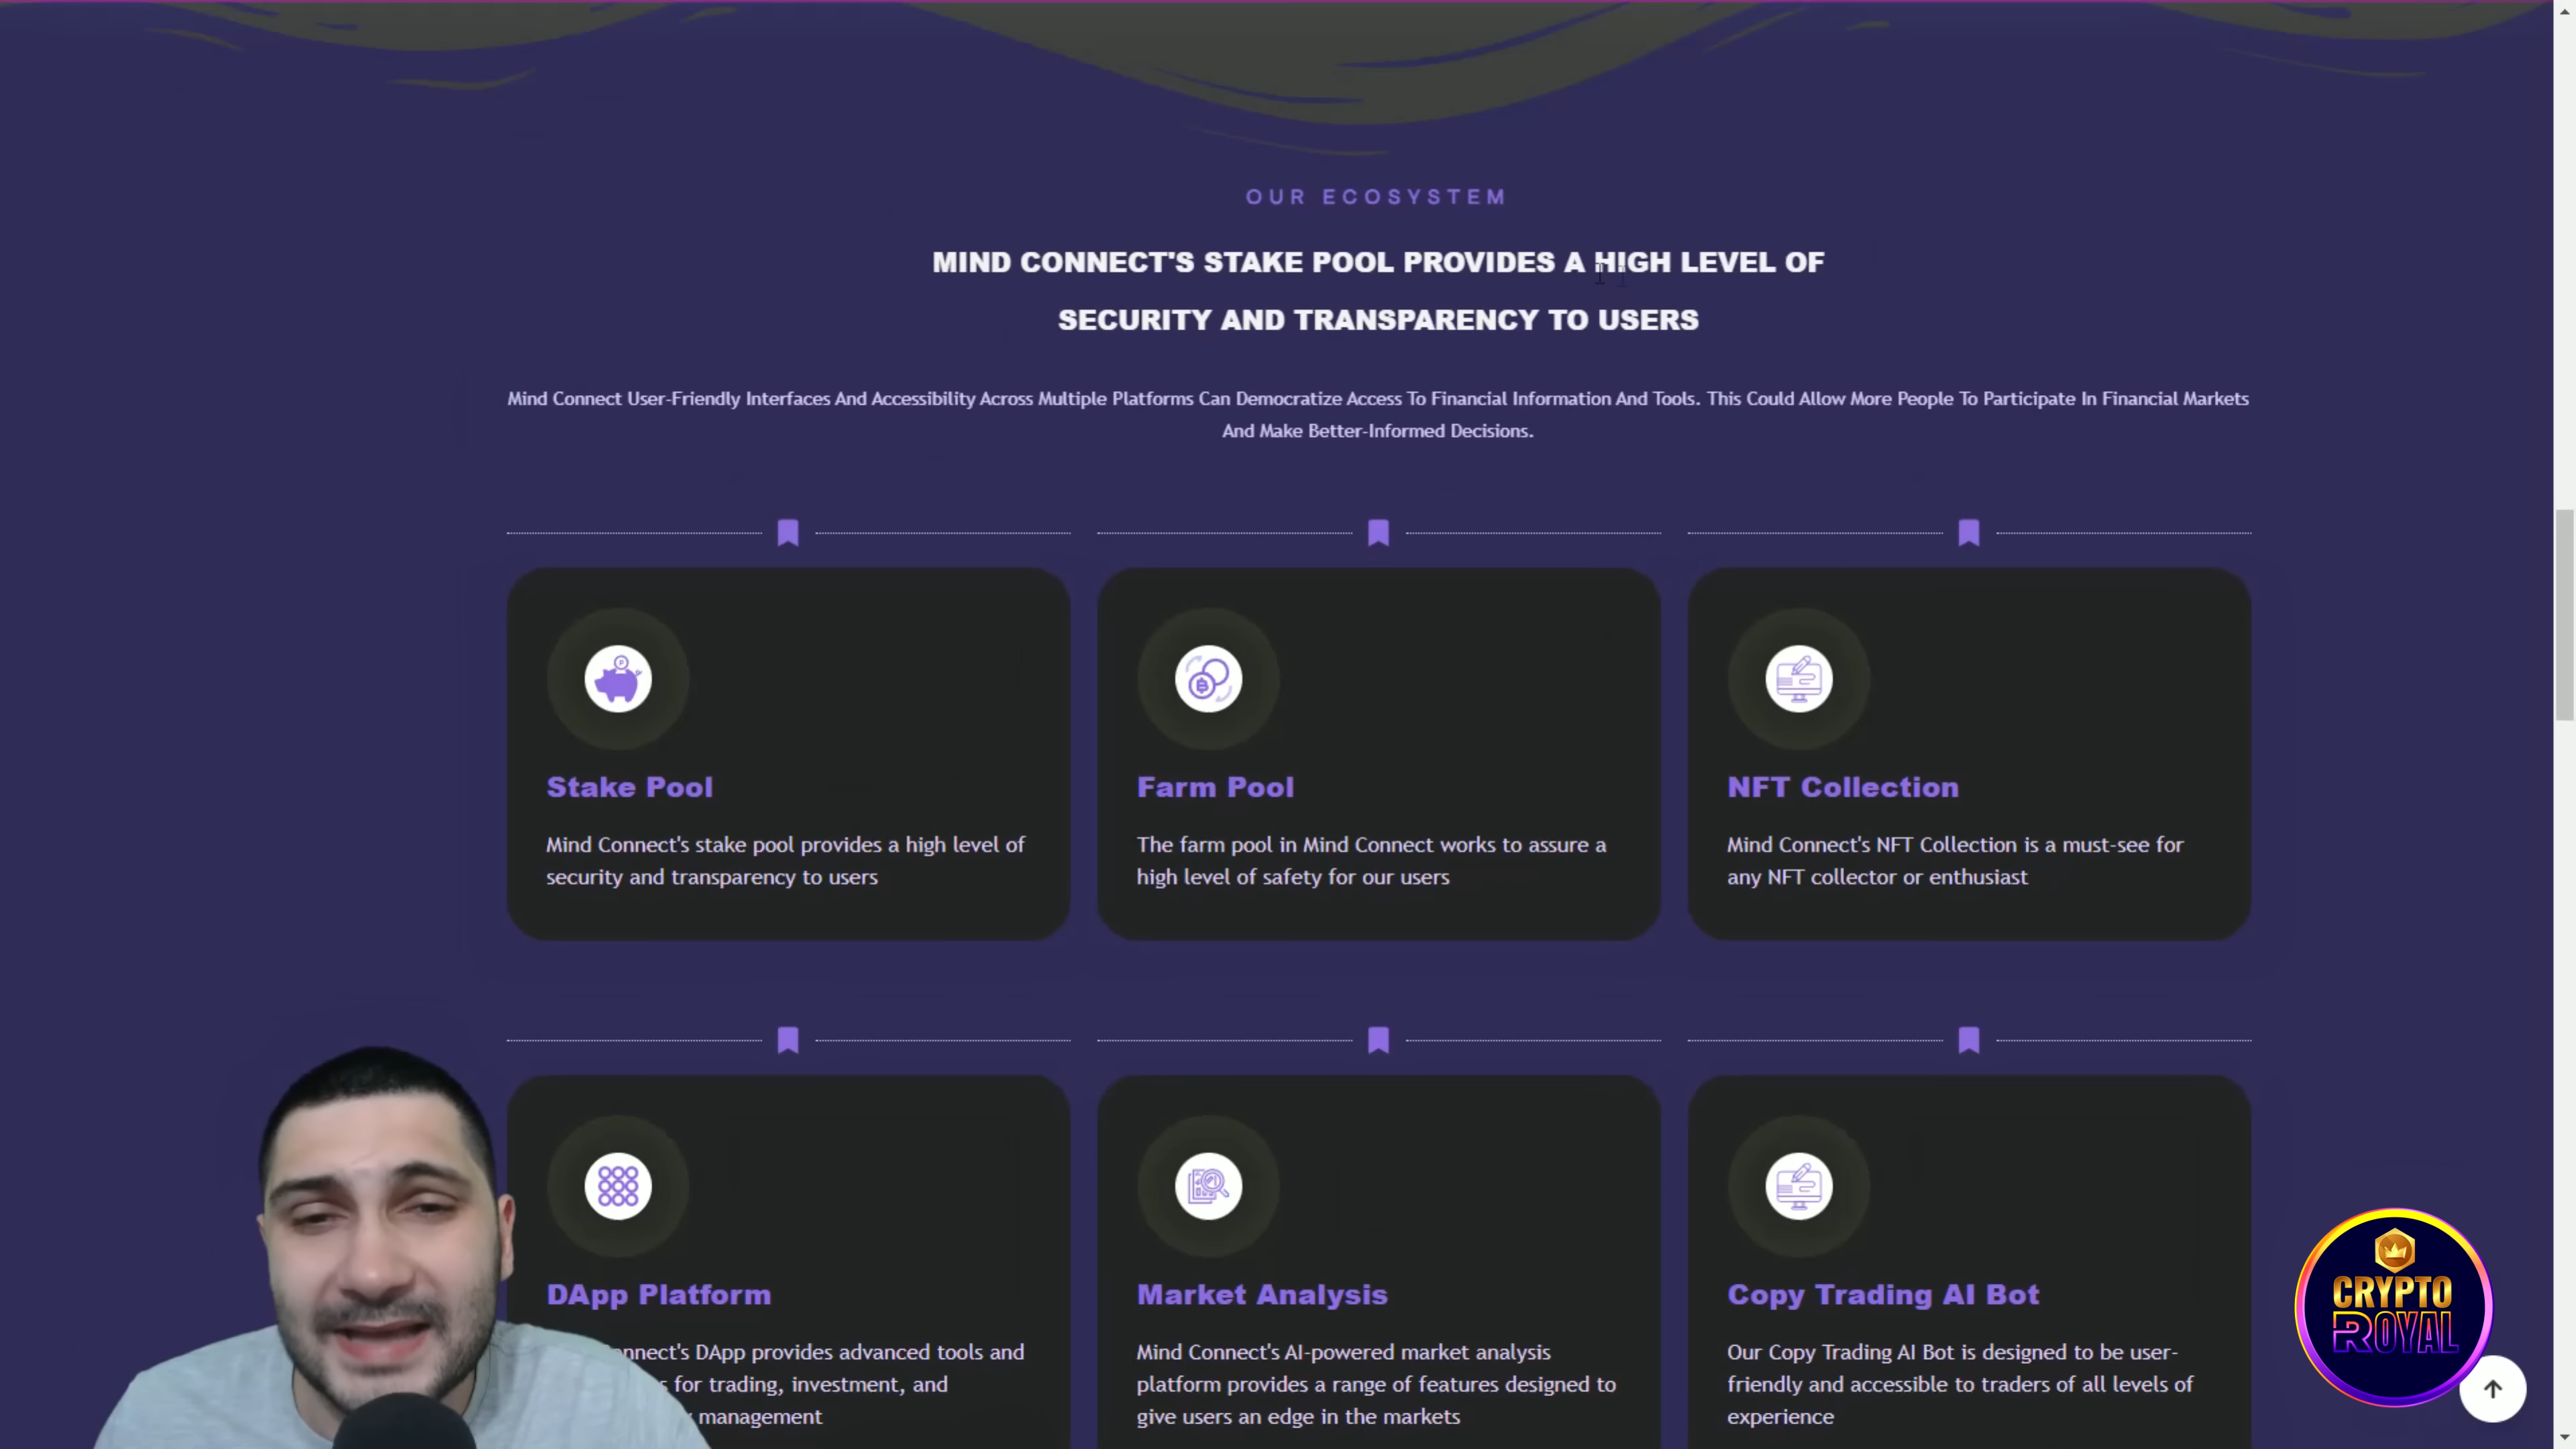 OUR ECOSYSTEM
MIND CONNECT'S STAKE POOL PROVIDES A HIGH LEVEL OF
SECURITY AND TRANSPARENCY TO USERS
Mind Connect User-Friendly Interfaces And Accessibility Across Multiple Platforms Can Democratize Access To Financial Information And Tools. This Could Allow More People To Participate In Financial Markets
And Make Better-Informed Decisions.
Stake Pool
Mind Connect's stake pool provides a high level of
security and transparency to users
Farm Pool
The farm pool in Mind Connect works to assure a
high level of safety for our users
NFT Collection
Mind Connect's NFT Collection is a must-see for
any NFT collector or enthusiast
DApp Platform
DApp provides advanced tools and
for trading, investment, and
management
Market Analysis
Mind Connect's AI-powered market analysis
platform provides a range of features designed to
give users an edge in the markets
Copy Trading AI Bot
Our Copy Trading AI Bot is designed to be user-
friendly and accessible to traders of all levels of
experience
CRYPTO
ROYAL